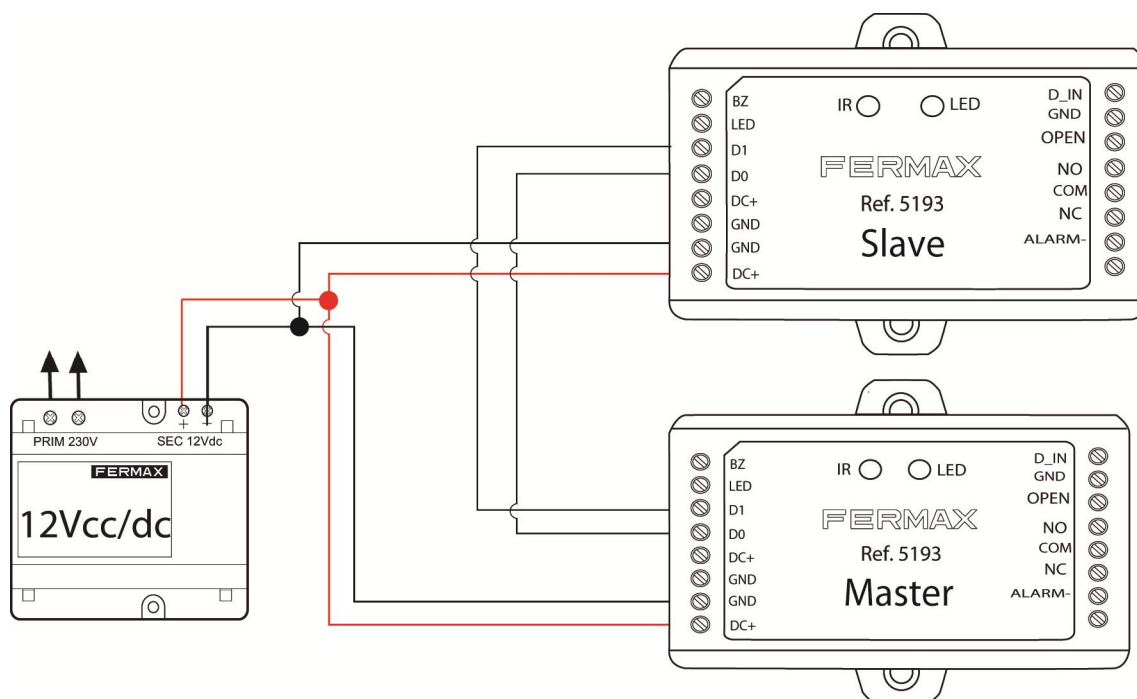 BZ
LED
D1
D0
DC+
GND
GND
DC+
IR
LED
FERMAX
Ref. 5193
Slave
D_IN
GND
OPEN
NO
COM
NC
ALARM-
PRIM 230V
+
-
SEC 12Vdc
FERMAX
12Vcc/dc
BZ
LED
D1
D0
DC+
GND
GND
DC+
IR
LED
FERMAX
Ref. 5193
Master
D_IN
GND
OPEN
NO
COM
NC
ALARM-